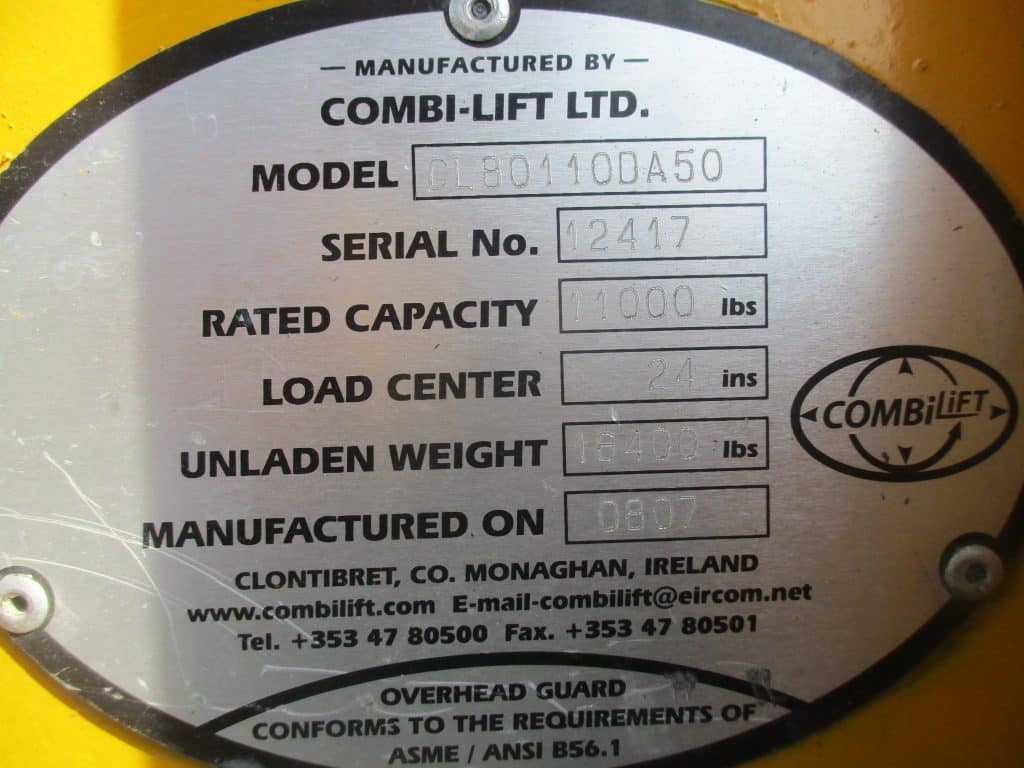 — MANUFACTURED BY —
COMBI-LIFT LTD.
MODEL CL80110DA50
SERIAL No. 12417
RATED CAPACITY 11000 lbs
LOAD CENTER 24 ins
UNLADEN WEIGHT 16400 lbs
COMBiLiFT
MANUFACTURED ON 0807
CLONTIBRET, CO. MONAGHAN, IRELAND
www.combilift.com E-mail-combilift@eircom.net
Tel. +353 47 80500 Fax. +353 47 80501
OVERHEAD GUARD
CONFORMS TO THE REQUIREMENTS OF
ASME / ANSI B56.1